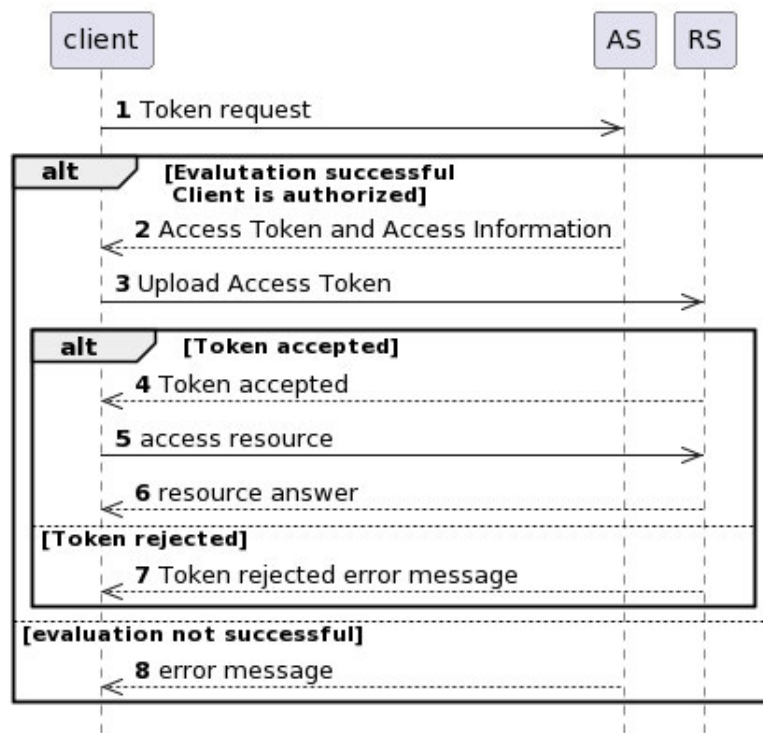 client AS RS
1 Token request
alt [Evalutation successful
Client is authorized]
2 Access Token and Access Information
3 Upload Access Token
alt [Token accepted]
4 Token accepted
5 access resource
6 resource answer
[Token rejected]
7 Token rejected error message
[evaluation not successful]
8 error message